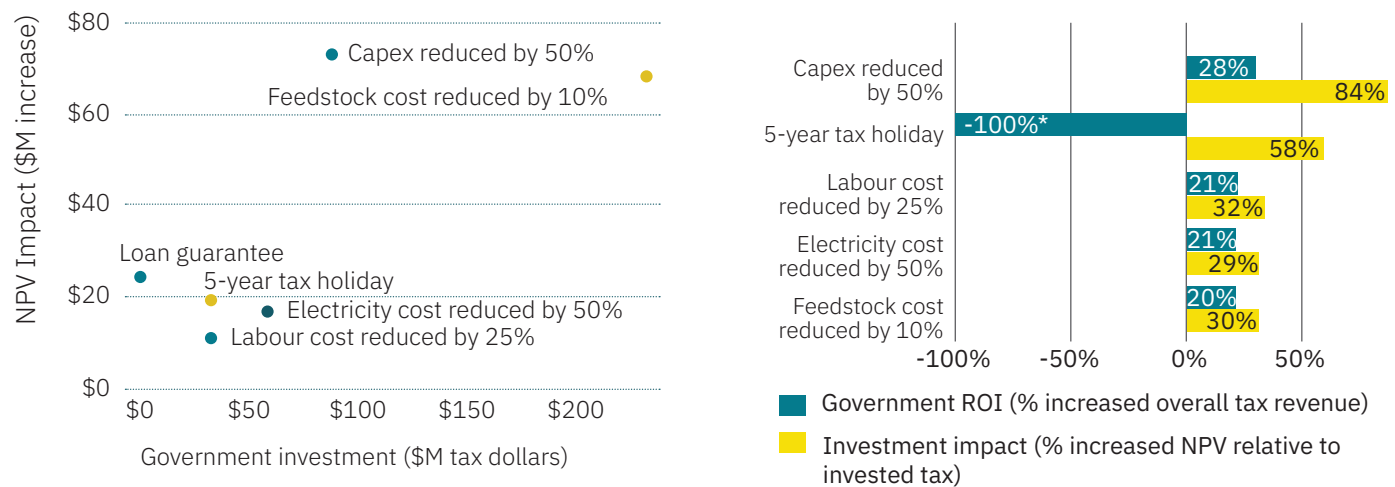 NPV Impact ($M increase)
$80
$60
$40
$20
$0
Capex reduced by 50%
Feedstock cost reduced by 10%
Loan guarantee
5-year tax holiday
Electricity cost reduced by 50%
Labour cost reduced by 25%
$0 $50 $100 $150 $200
Government investment ($M tax dollars)
Capex reduced
by 50%
28%
84%
5-year tax holiday
-100%*
58%
Labour cost
reduced by 25%
21%
32%
Electricity cost
reduced by 50%
21%
29%
Feedstock cost
reduced by 10%
20%
30%
-100% -50% 0% 50%
Government ROI (% increased overall tax revenue)
Investment impact (% increased NPV relative to
invested tax)